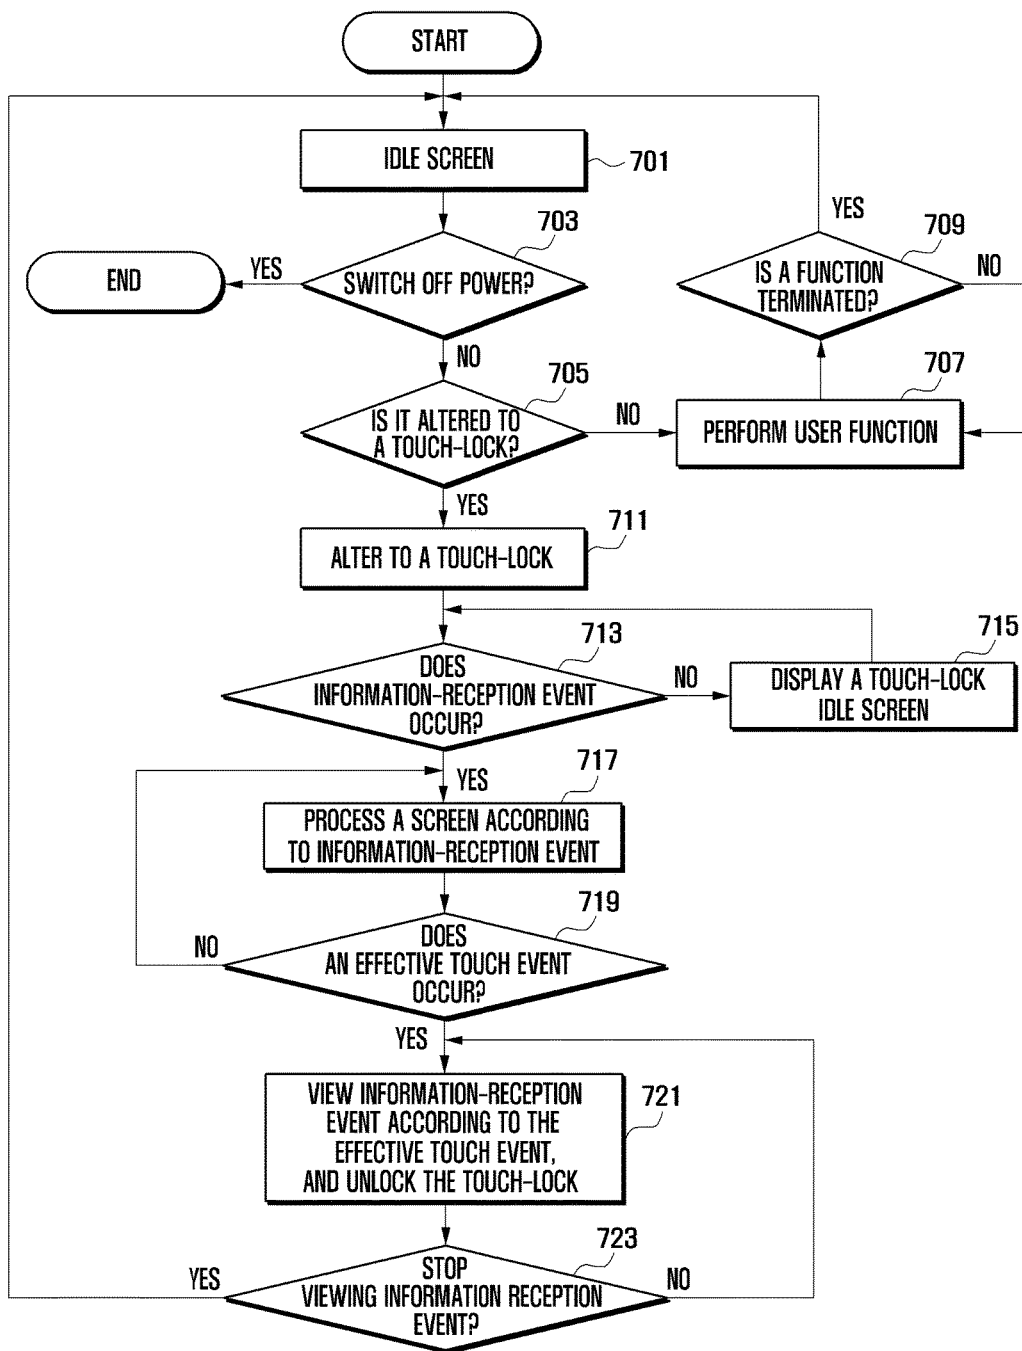 START
IDLE SCREEN
701
703
SWITCH OFF POWER?
YES
END
NO
705
IS IT ALTERED TO
A TOUCH-LOCK?
NO
YES
709
IS A FUNCTION
TERMINATED?
NO
707
PERFORM USER FUNCTION
YES
711
ALTER TO A TOUCH-LOCK
713
DOES
INFORMATION-RECEPTION EVENT
OCCUR?
NO
715
DISPLAY A TOUCH-LOCK
IDLE SCREEN
YES
717
PROCESS A SCREEN ACCORDING
TO INFORMATION-RECEPTION EVENT
719
DOES
AN EFFECTIVE TOUCH EVENT
OCCUR?
NO
YES
VIEW INFORMATION-RECEPTION
EVENT ACCORDING TO THE
EFFECTIVE TOUCH EVENT,
AND UNLOCK THE TOUCH-LOCK
721
723
STOP
VIEWING INFORMATION RECEPTION
EVENT?
YES
NO